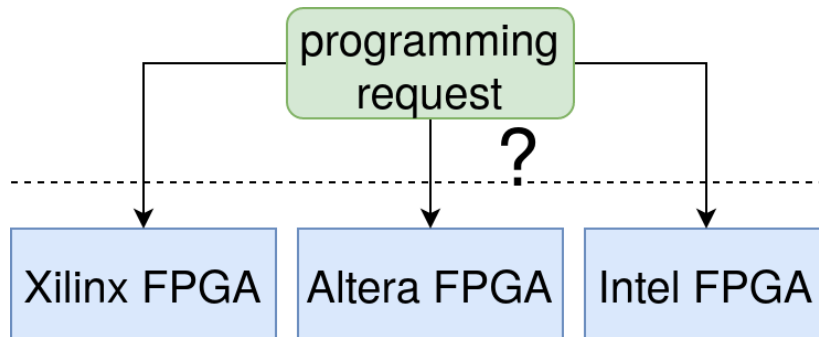 programming
request
?
Xilinx FPGA
Altera FPGA
Intel FPGA